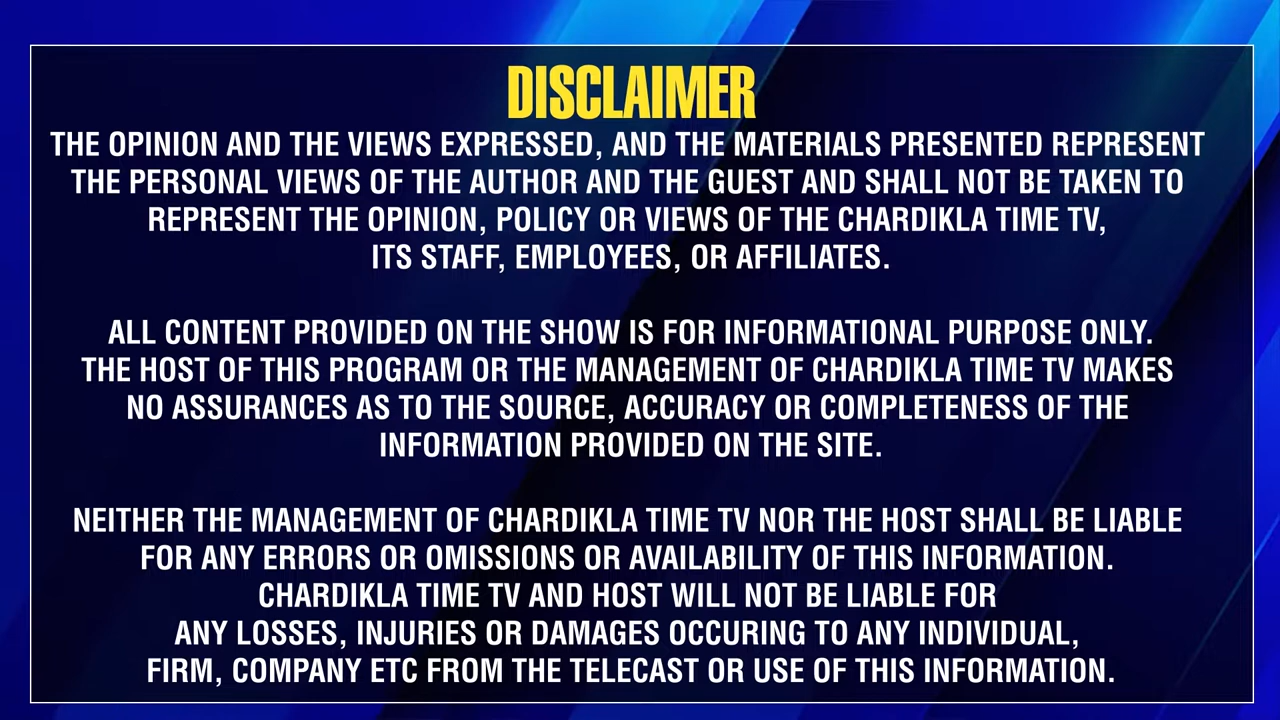 DISCLAIMER
THE OPINION AND THE VIEWS EXPRESSED, AND THE MATERIALS PRESENTED REPRESENT
THE PERSONAL VIEWS OF THE AUTHOR AND THE GUEST AND SHALL NOT BE TAKEN TO
REPRESENT THE OPINION, POLICY OR VIEWS OF THE CHARDIKLA TIME TV,
ITS STAFF, EMPLOYEES, OR AFFILIATES.
ALL CONTENT PROVIDED ON THE SHOW IS FOR INFORMATIONAL PURPOSE ONLY.
THE HOST OF THIS PROGRAM OR THE MANAGEMENT OF CHARDIKLA TIME TV MAKES
NO ASSURANCES AS TO THE SOURCE, ACCURACY OR COMPLETENESS OF THE
INFORMATION PROVIDED ON THE SITE.
NEITHER THE MANAGEMENT OF CHARDIKLA TIME TV NOR THE HOST SHALL BE LIABLE
FOR ANY ERRORS OR OMISSIONS OR AVAILABILITY OF THIS INFORMATION.
CHARDIKLA TIME TV AND HOST WILL NOT BE LIABLE FOR
ANY LOSSES, INJURIES OR DAMAGES OCCURING TO ANY INDIVIDUAL,
FIRM, COMPANY ETC FROM THE TELECAST OR USE OF THIS INFORMATION.